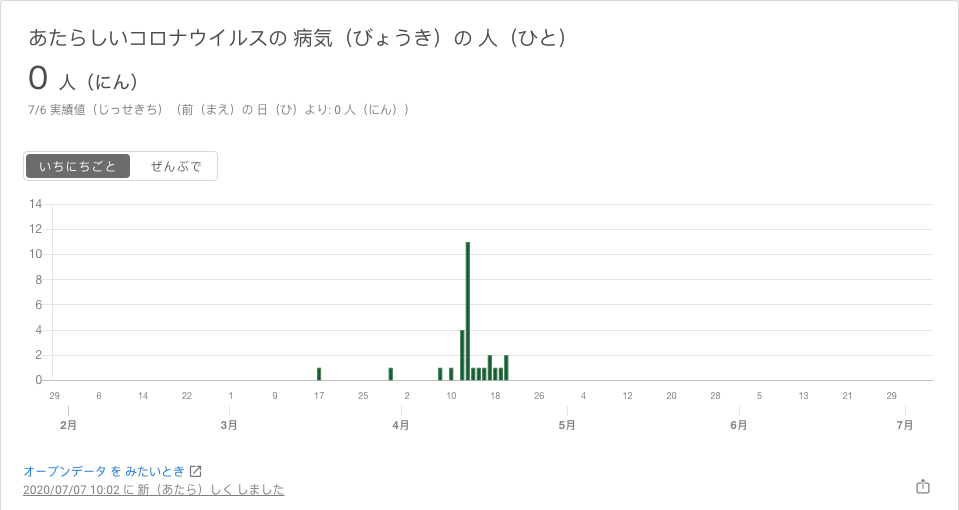 あたらしいコロナウイルスの 病気（びょうき）の 人（ひと）
0 人（にん）
7/6 実績値（じっせきち）（前（まえ）の 日（ひ）より: 0 人（にん））
いちにちごと ぜんぶで
14
12
10
8
6
4
2
0
29 6 14 22 1 9 17 25 2 10 18 26 4 12 20 28 5 13 21 29
2月 3月 4月 5月 6月 7月
オープンデータ を みたいとき
2020/07/07 10:02 に 新（あたら）しく しました